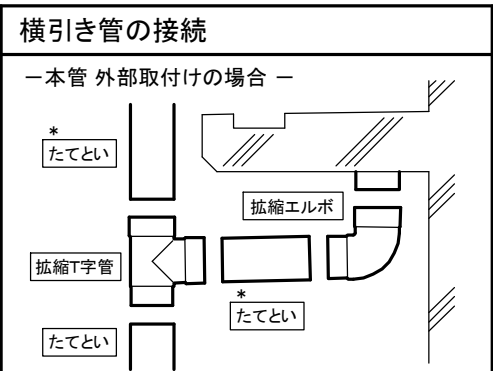 横引き管の接続
－本管 外部取付けの場合 －
*
たてとい
拡縮エルボ
拡縮T字管
*
たてとい
たてとい